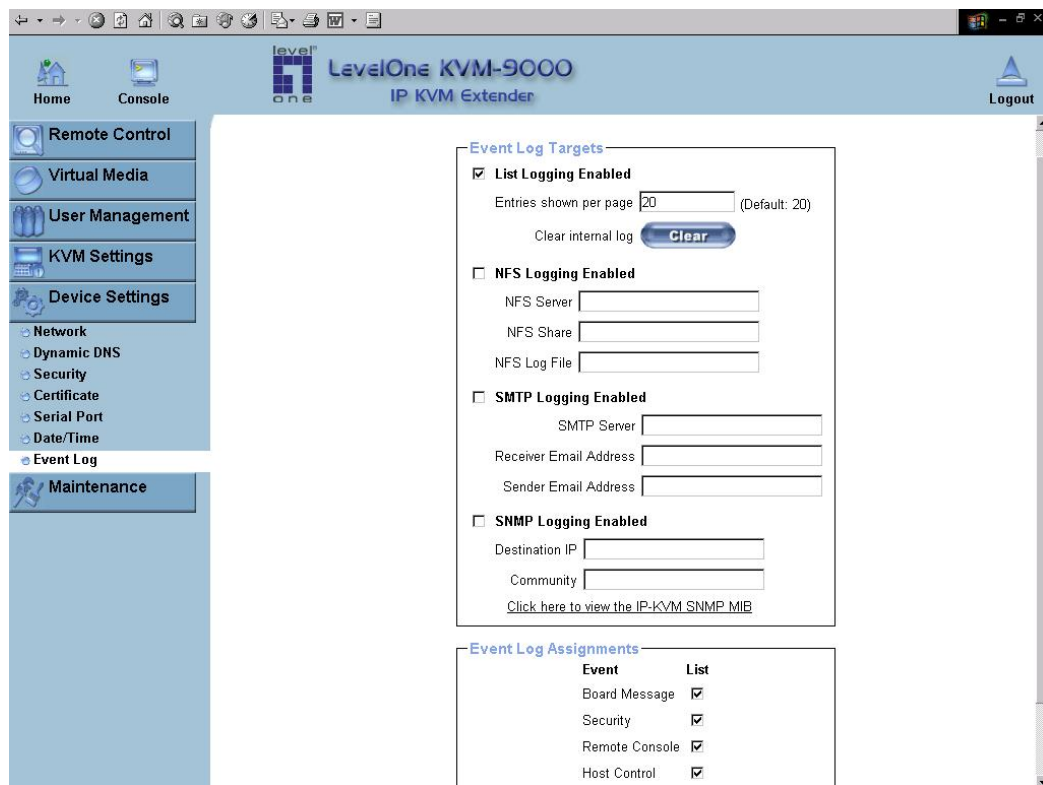 level
one
LevelOne KVM-9000
IP KVM Extender
Home
Console
Logout
Remote Control
Virtual Media
User Management
KVM Settings
Device Settings
Network
Dynamic DNS
Security
Certificate
Serial Port
Date/Time
Event Log
Maintenance
Event Log Targets
List Logging Enabled
Entries shown per page 20 (Default: 20)
Clear internal log Clear
NFS Logging Enabled
NFS Server
NFS Share
NFS Log File
SMTP Logging Enabled
SMTP Server
Receiver Email Address
Sender Email Address
SNMP Logging Enabled
Destination IP
Community
Click here to view the IP-KVM SNMP MIB
Event Log Assignments
Event List
Board Message
Security
Remote Console
Host Control